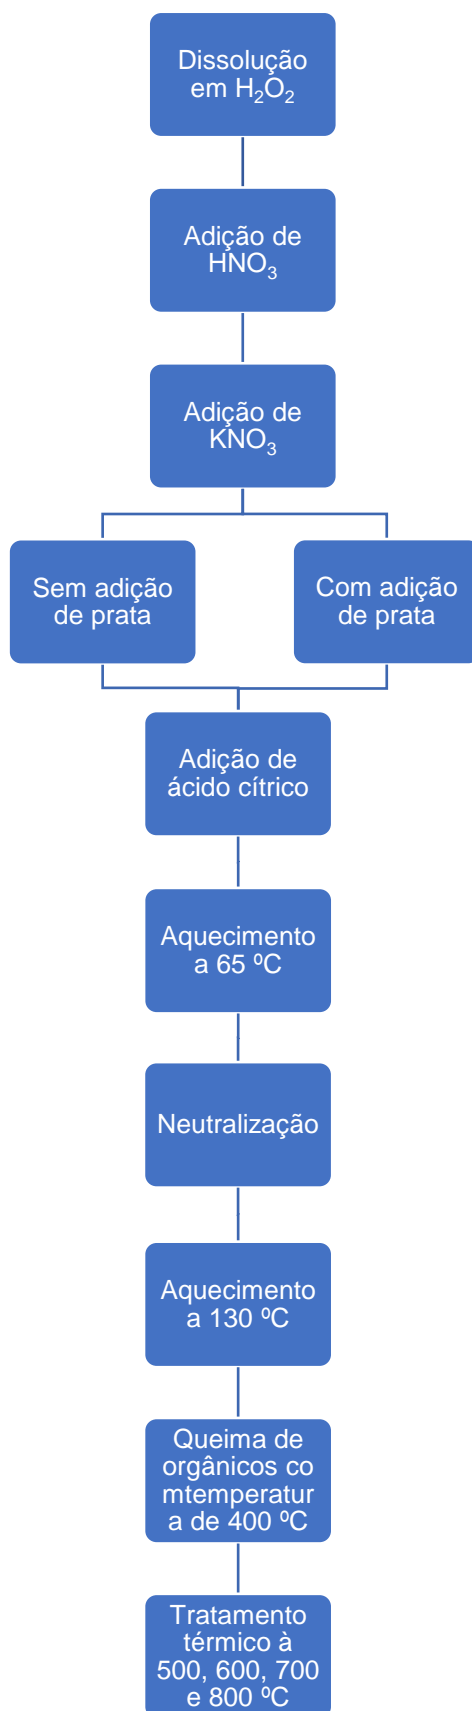 Dissolução
em H₂O₂
Adição de
HNO₃
Adição de
KNO₃
Sem adição
de prata
Com adição
de prata
Adição de
ácido cítrico
Aquecimento
a 65 ºC
Neutralização
Aquecimento
a 130 ºC
Queima de
orgânicos co
mtemperatur
a de 400 ºC
Tratamento
térmico à
500, 600, 700
e 800 ºC